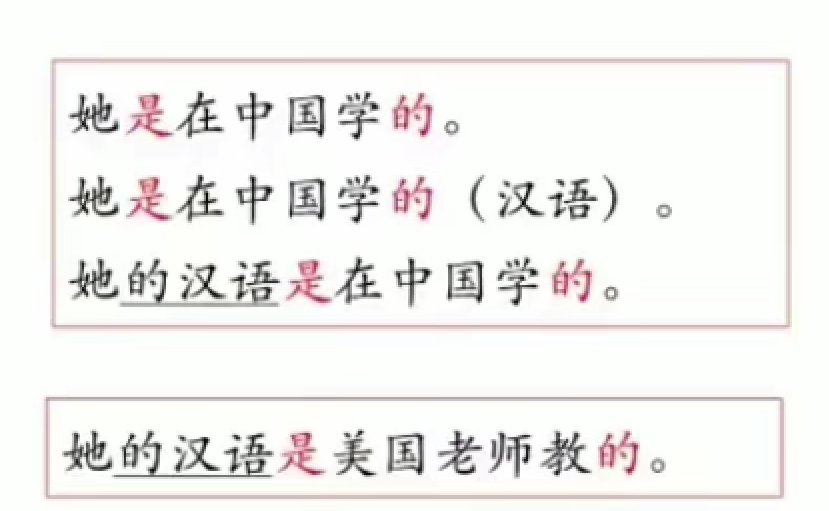 她是在中国学的。
她是在中国学的（汉语）。
她的汉语是在中国学的。
她的汉语是美国老师教的。